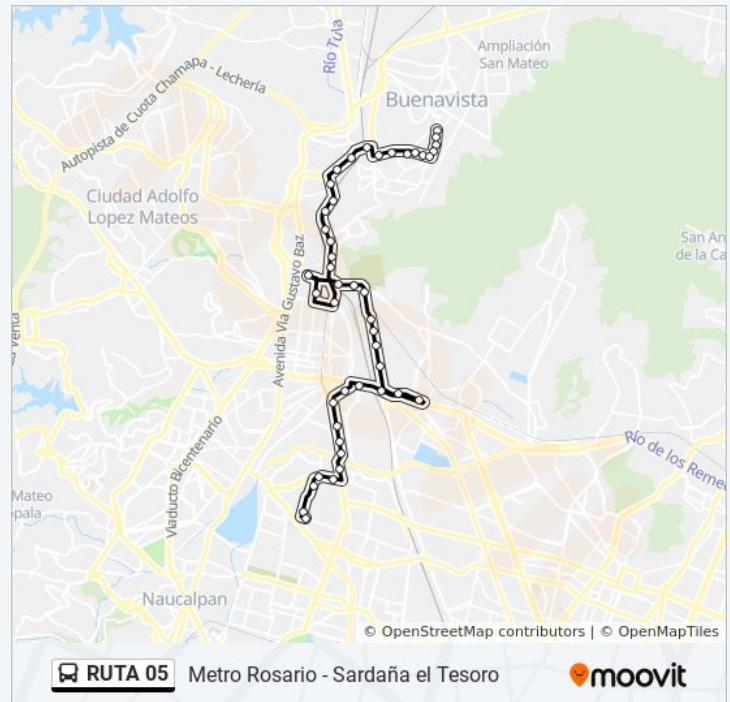 Ampliación
San Mateo
Río Tula
Buenavista
Autopista de Cuota Chamapa - Lechería
Ciudad Adolfo
Lopez Mateos
San An
de la Ca
Avenida Vía Gustavo Baz
a Venta
Viaducto Bicentenario
Río de los Reme
Mateo
opala
Naucalpan
© OpenStreetMap contributors | © OpenMapTiles
RUTA 05 Metro Rosario - Sardaña el Tesoro moovit